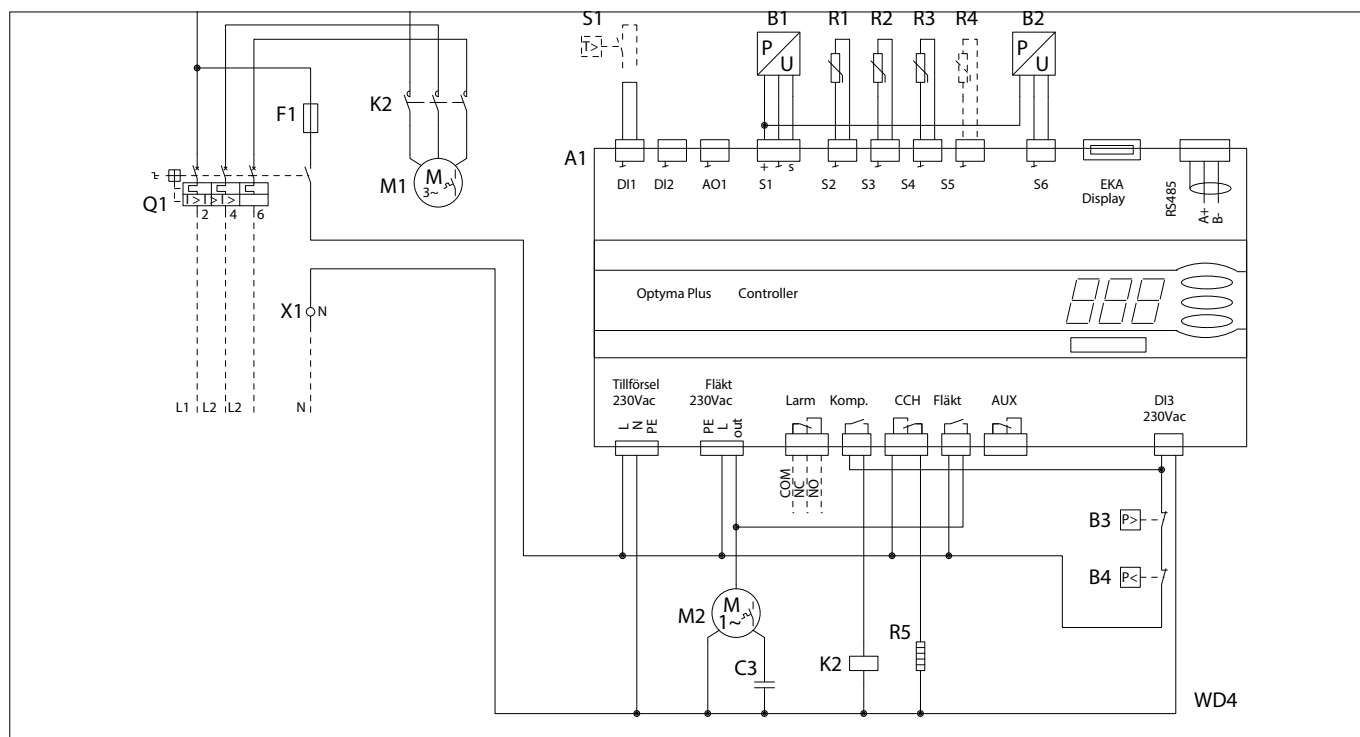 S1
B1
R1
R2
R3
R4
B2
T>
P
U
P
U
F1
K2
A1
M1
M
3~
DI1
DI2
AO1
+
s
S1
S2
S3
S4
S5
S6
EKA
Display
RS485
A+
B-
Q1
I >
I >
I >
2
4
6
Optyma Plus
Controller
X1
N
L1
L2
L2
N
Tillförsel
230Vac
Fläkt
230Vac
Larm
Komp.
CCH
Fläkt
AUX
DI3
230Vac
L
N
PE
PE
L
out
COM
NC
NO
B3
P>
B4
P<
M2
M
1~
R5
C3
K2
WD4